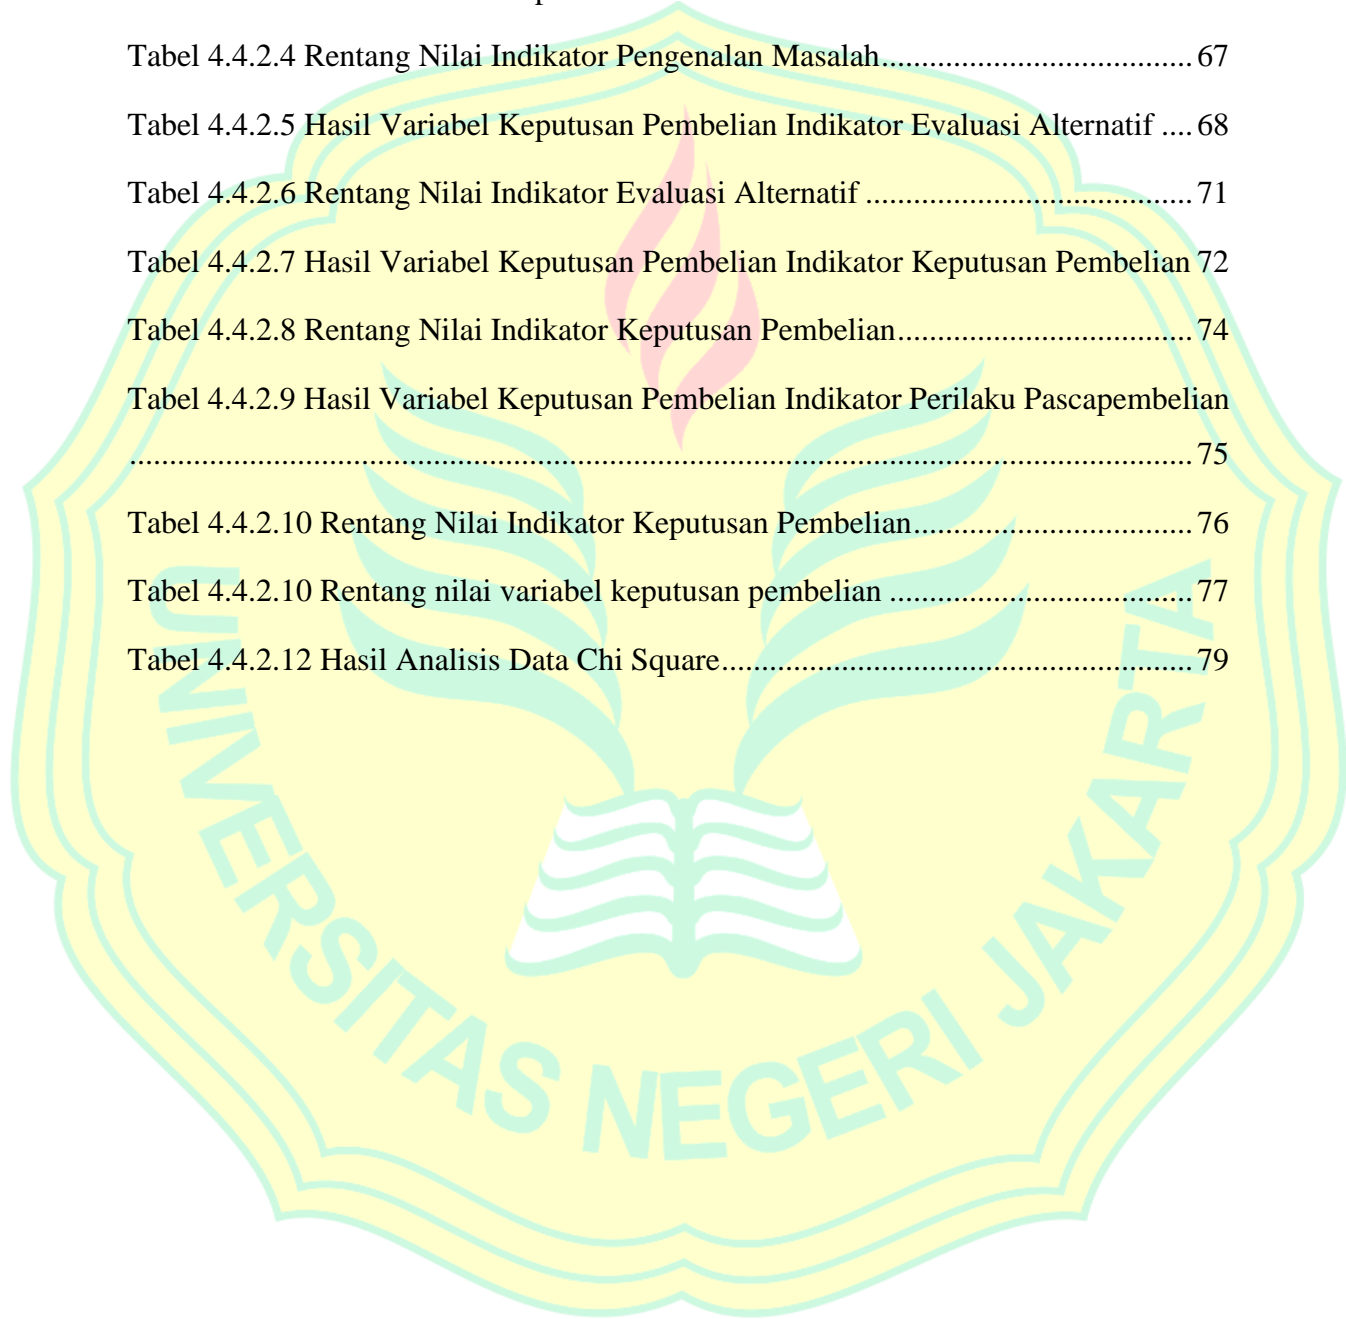 Tabel 4.4.2.4 Rentang Nilai Indikator Pengenalan Masalah.................................... 67
Tabel 4.4.2.5 Hasil Variabel Keputusan Pembelian Indikator Evaluasi Alternatif .... 68
Tabel 4.4.2.6 Rentang Nilai Indikator Evaluasi Alternatif ...................................... 71
Tabel 4.4.2.7 Hasil Variabel Keputusan Pembelian Indikator Keputusan Pembelian 72
Tabel 4.4.2.8 Rentang Nilai Indikator Keputusan Pembelian.................................. 74
Tabel 4.4.2.9 Hasil Variabel Keputusan Pembelian Indikator Perilaku Pascapembelian
................................................................................................................................ 75
Tabel 4.4.2.10 Rentang Nilai Indikator Keputusan Pembelian................................ 76
Tabel 4.4.2.10 Rentang nilai variabel keputusan pembelian ................................... 77
Tabel 4.4.2.12 Hasil Analisis Data Chi Square........................................................ 79
UNIVERSITAS NEGERI JAKARTA